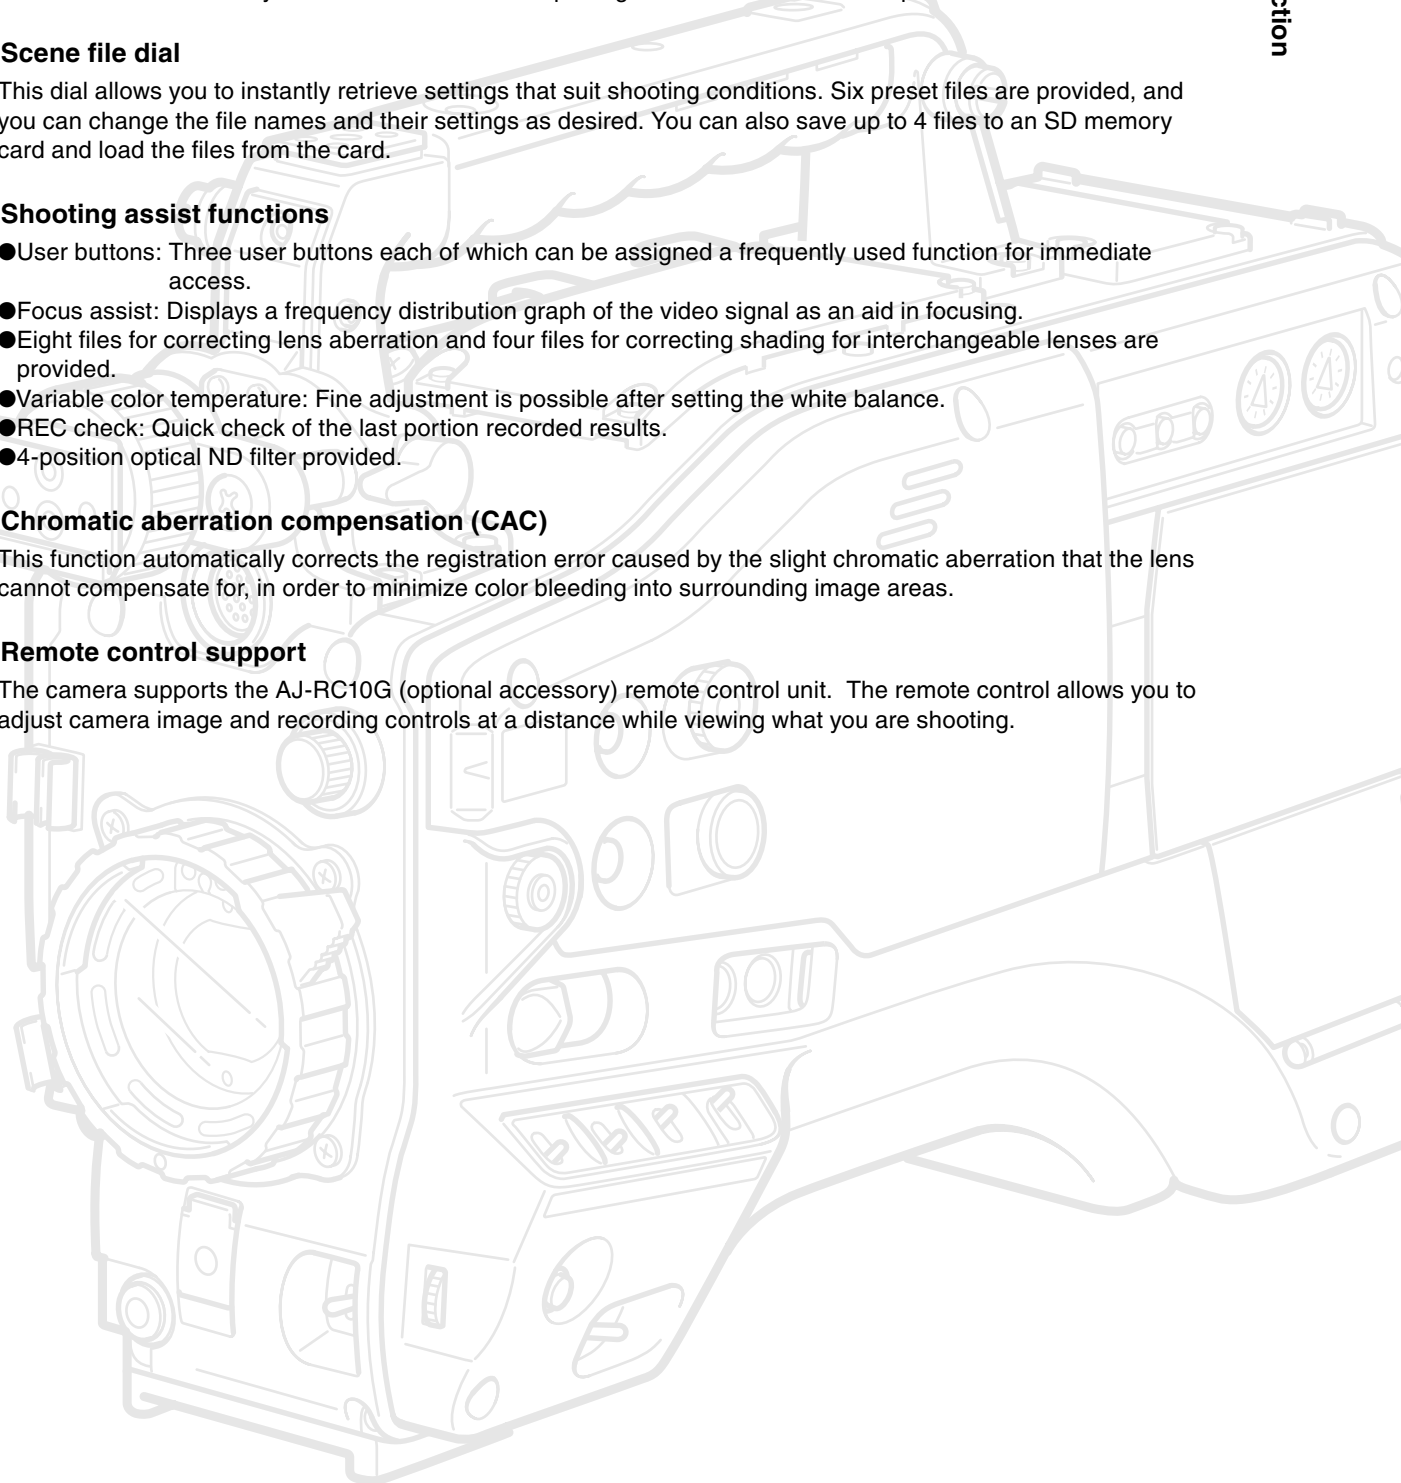 Scene file dial
This dial allows you to instantly retrieve settings that suit shooting conditions. Six preset files are provided, and
you can change the file names and their settings as desired. You can also save up to 4 files to an SD memory
card and load the files from the card.
Shooting assist functions
●User buttons: Three user buttons each of which can be assigned a frequently used function for immediate
access.
●Focus assist: Displays a frequency distribution graph of the video signal as an aid in focusing.
●Eight files for correcting lens aberration and four files for correcting shading for interchangeable lenses are
provided.
●Variable color temperature: Fine adjustment is possible after setting the white balance.
●REC check: Quick check of the last portion recorded results.
●4-position optical ND filter provided.
Chromatic aberration compensation (CAC)
This function automatically corrects the registration error caused by the slight chromatic aberration that the lens
cannot compensate for, in order to minimize color bleeding into surrounding image areas.
Remote control support
The camera supports the AJ-RC10G (optional accessory) remote control unit.  The remote control allows you to
adjust camera image and recording controls at a distance while viewing what you are shooting.
ction